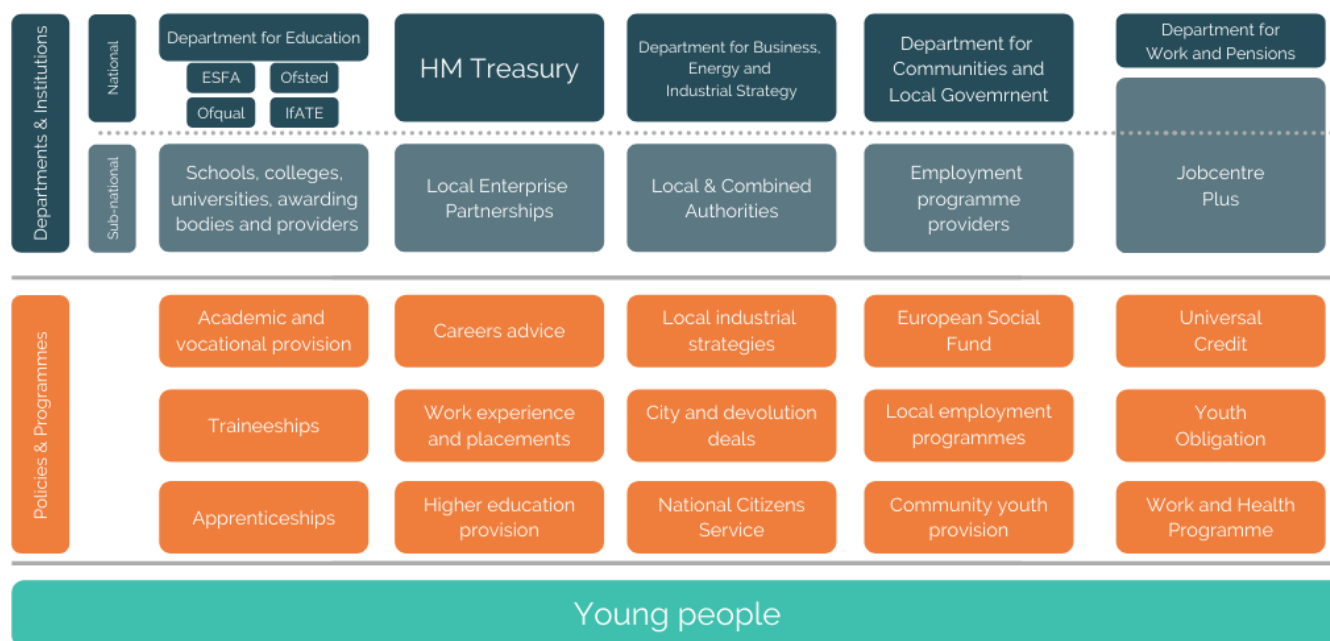 Departments & Institutions
National
Department for Education
ESFA
Ofsted
Ofqual
IfATE
HM Treasury
Department for Business,
Energy and
Industrial Strategy
Department for
Communities and
Local Govemrnent
Department for
Work and Pensions
Sub-national
Schools, colleges,
universities, awarding
bodies and providers
Local Enterprise
Partnerships
Local & Combined
Authorities
Employment
programme
providers
Jobcentre
Plus
Policies & Programmes
Academic and
vocational provision
Careers advice
Local industrial
strategies
European Social
Fund
Universal
Credit
Traineeships
Work experience
and placements
City and devolution
deals
Local employment
programmes
Youth
Obligation
Apprenticeships
Higher education
provision
National Citizens
Service
Community youth
provision
Work and Health
Programme
Young people